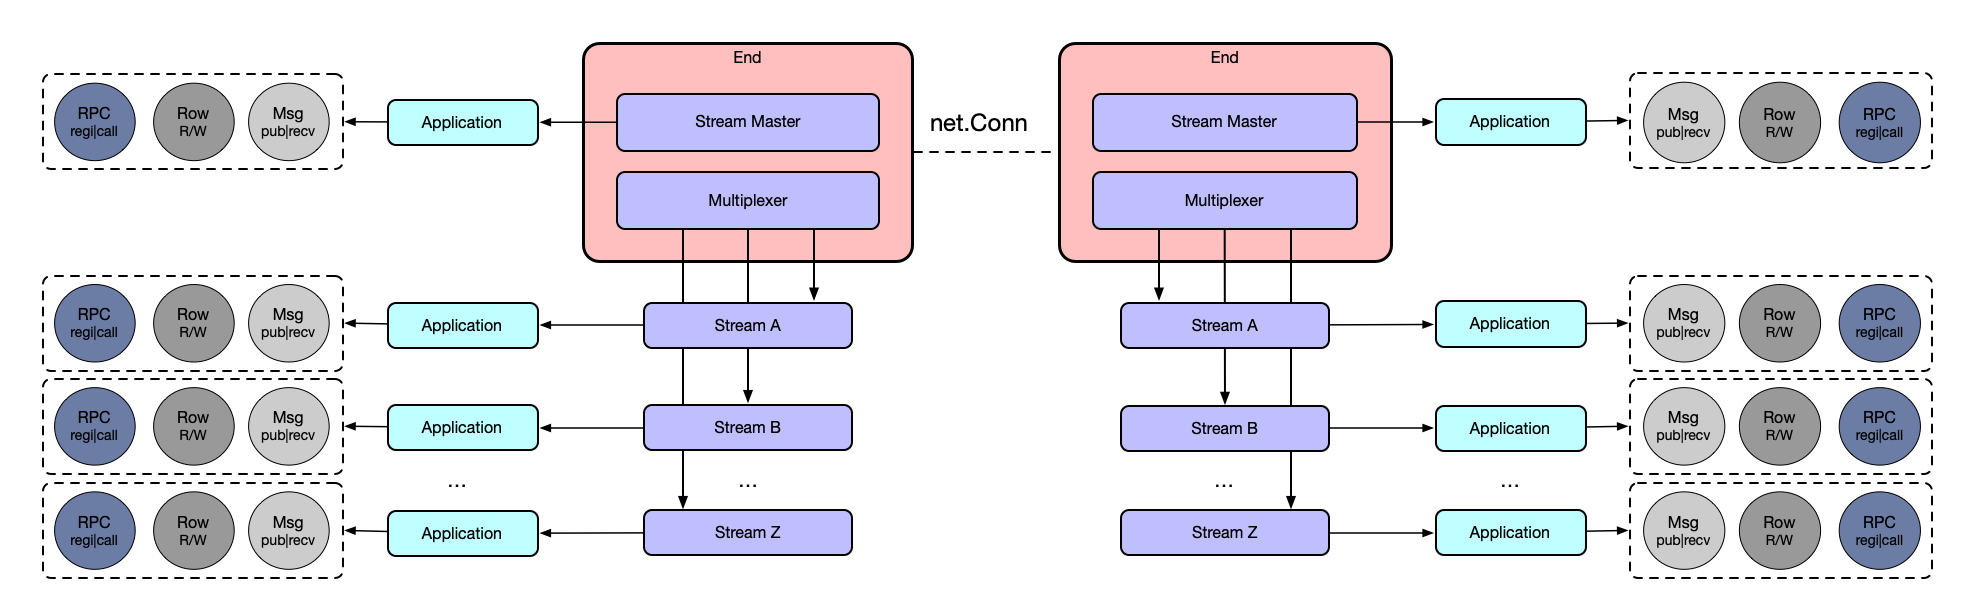 End
End
RPC
regi|call
Row
R/W
Msg
pub|recv
Application
Stream Master
net.Conn
Stream Master
Application
Msg
pub|recv
Row
R/W
RPC
regi|call
Multiplexer
Multiplexer
RPC
regi|call
Row
R/W
Msg
pub|recv
Application
Stream A
Stream A
Application
Msg
pub|recv
Row
R/W
RPC
regi|call
RPC
regi|call
Row
R/W
Msg
pub|recv
Application
Stream B
Stream B
Application
Msg
pub|recv
Row
R/W
RPC
regi|call
...
...
...
...
RPC
regi|call
Row
R/W
Msg
pub|recv
Application
Stream Z
Stream Z
Application
Msg
pub|recv
Row
R/W
RPC
regi|call